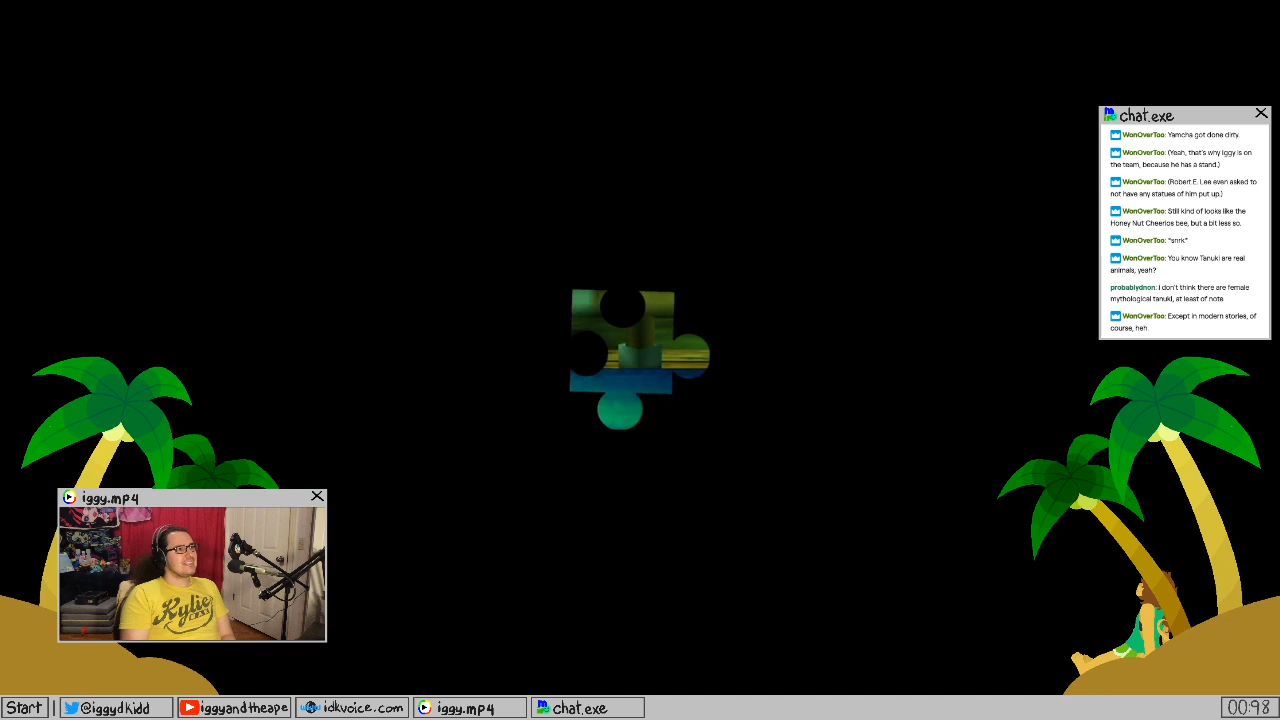 chat.exe
WonOverToo: Yamcha got done dirty.
WonOverToo: (Yeah, that's why Iggy is on
the team, because he has a stand.)
WonOverToo: (Robert E. Lee even asked to
not have any statues of him put up.)
WonOverToo: Still kind of looks like the
Honey Nut Cheerios bee, but a bit less so.
WonOverToo: *snrk*
WonOverToo: You know Tanuki are real
animals, yeah?
probablydnon: i don't think there are female
mythological tanuki, at least of note
WonOverToo: Except in modern stories, of
course, heh.
iggy.mp4
Kylie
Start | @iggydkidd iggyandtheape idkvoice.com iggy.mp4 chat.exe 00:98